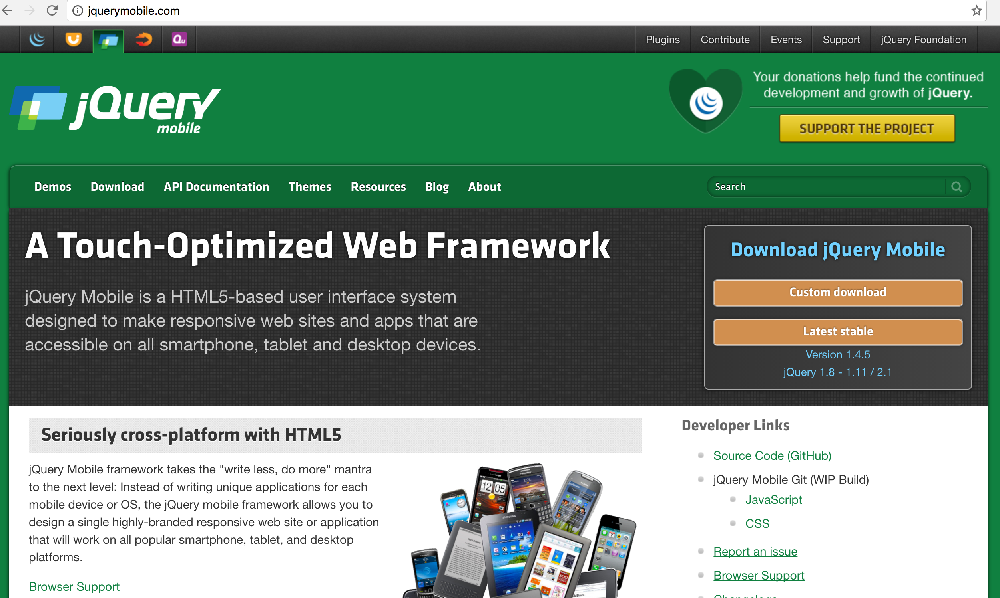 jquerymobile.com
Qu
Plugins
Contribute
Events
Support
jQuery Foundation
jQuery
mobile
Your donations help fund the continued
development and growth of jQuery.
SUPPORT THE PROJECT
Demos
Download
API Documentation
Themes
Resources
Blog
About
Search
A Touch-Optimized Web Framework
jQuery Mobile is a HTML5-based user interface system
designed to make responsive web sites and apps that are
accessible on all smartphone, tablet and desktop devices.
Download jQuery Mobile
Custom download
Latest stable
Version 1.4.5
jQuery 1.8 - 1.11 / 2.1
Seriously cross-platform with HTML5
jQuery Mobile framework takes the "write less, do more" mantra
to the next level: Instead of writing unique applications for each
mobile device or OS, the jQuery mobile framework allows you to
design a single highly-branded responsive web site or application
that will work on all popular smartphone, tablet, and desktop
platforms.
Browser Support
12 05
12:21
SAMSUNG
500
Developer Links
Source Code (GitHub)
jQuery Mobile Git (WIP Build)
JavaScript
CSS
Report an issue
Browser Support